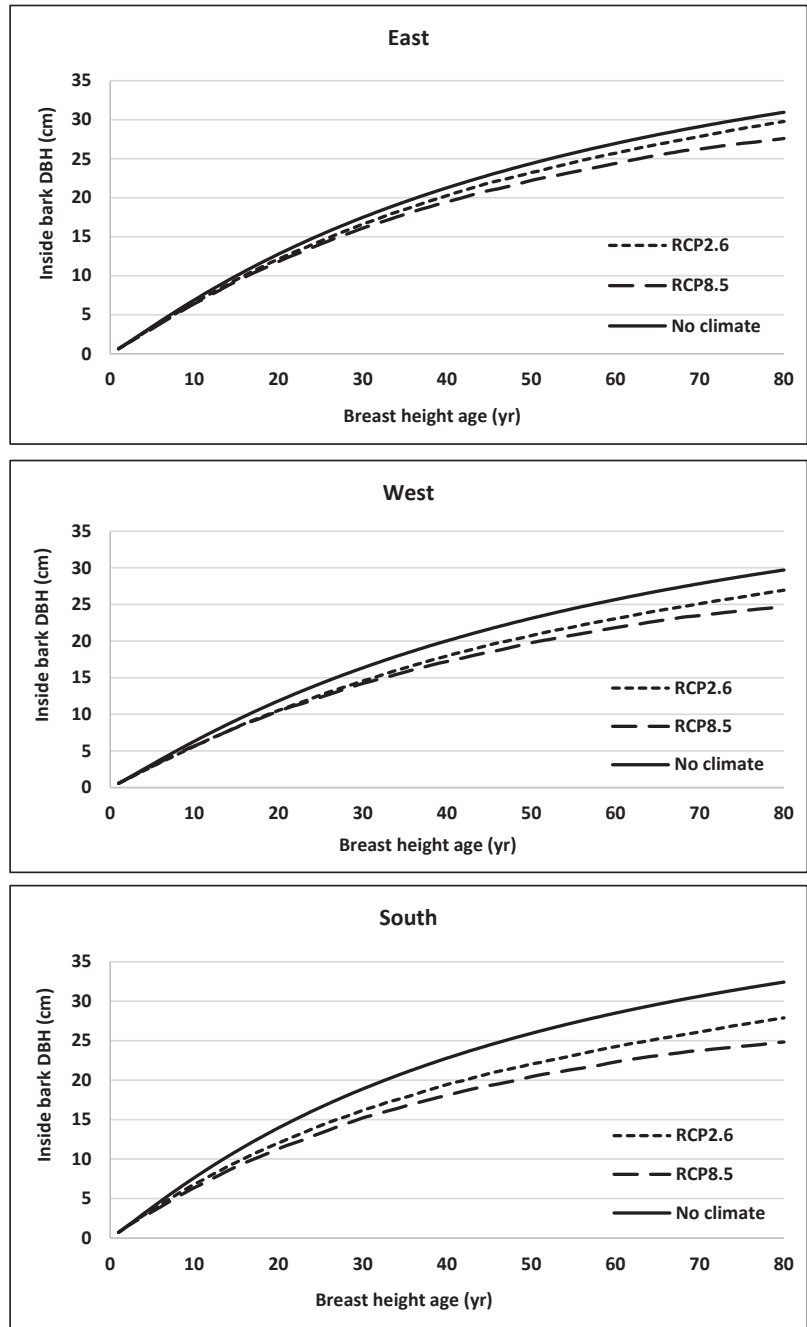 East
35
30
25
20
15
10
5
0
Inside bark DBH (cm)
RCP2.6
RCP8.5
No climate
0 10 20 30 40 50 60 70 80
Breast height age (yr)
West
35
30
25
20
15
10
5
0
Inside bark DBH (cm)
RCP2.6
RCP8.5
No climate
0 10 20 30 40 50 60 70 80
Breast height age (yr)
South
35
30
25
20
15
10
5
0
Inside bark DBH (cm)
RCP2.6
RCP8.5
No climate
0 10 20 30 40 50 60 70 80
Breast height age (yr)